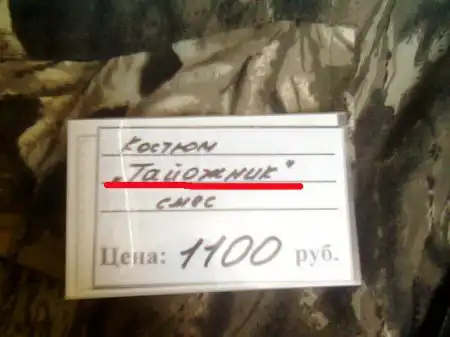 Костюм
„Тайожник"
смес
Цена: 1100 руб.